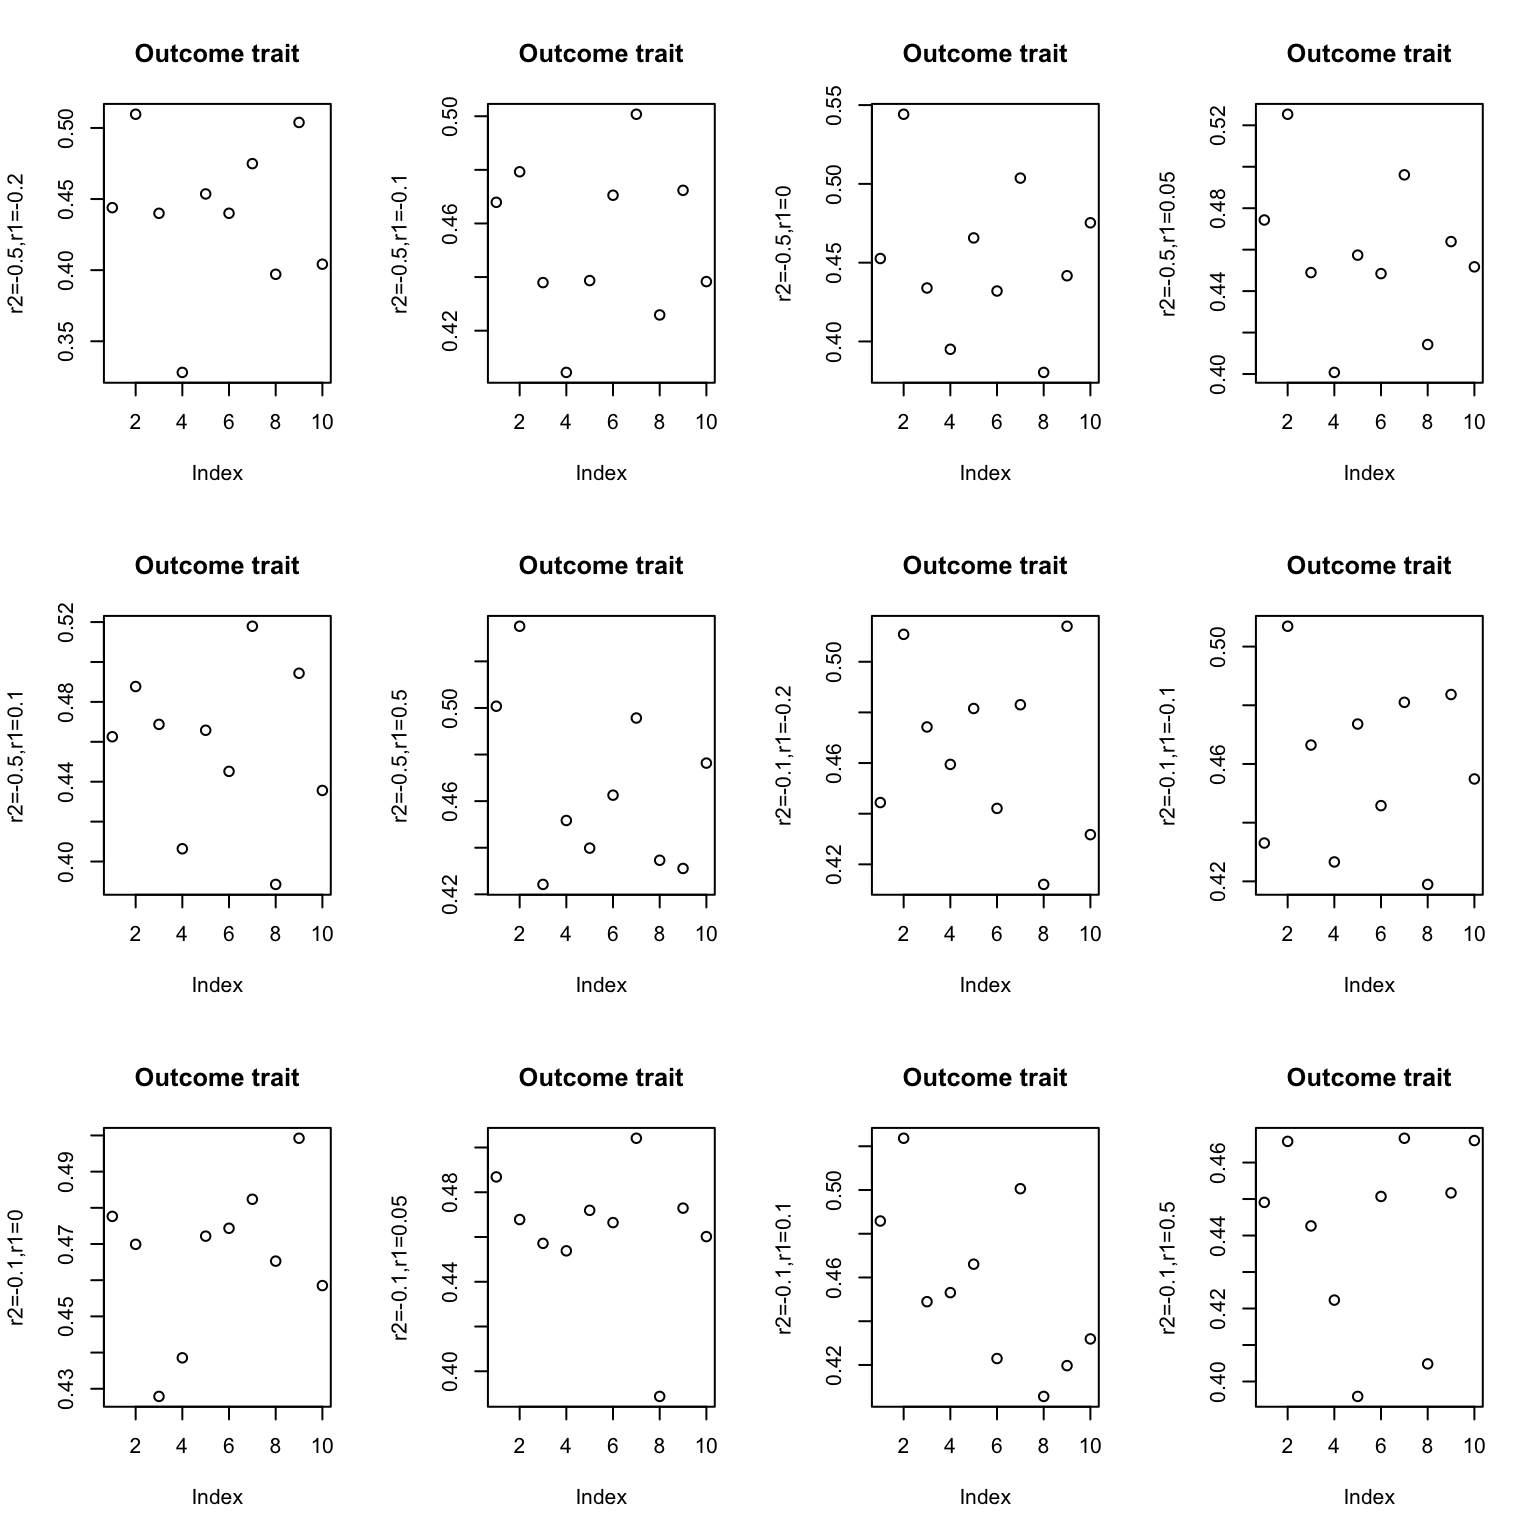 Outcome trait
r2=-0.5,r1=-0.2
0.50
0.45
0.40
0.35
2 4 6 8 10
Index
Outcome trait
r2=-0.5,r1=-0.1
0.50
0.46
0.42
2 4 6 8 10
Index
Outcome trait
r2=-0.5,r1=0
0.55
0.50
0.45
0.40
2 4 6 8 10
Index
Outcome trait
r2=-0.5,r1=0.05
0.52
0.48
0.44
0.40
2 4 6 8 10
Index
Outcome trait
r2=-0.5,r1=0.1
0.52
0.48
0.44
0.40
2 4 6 8 10
Index
Outcome trait
r2=-0.5,r1=0.5
0.50
0.46
0.42
2 4 6 8 10
Index
Outcome trait
r2=-0.1,r1=-0.2
0.50
0.46
0.42
2 4 6 8 10
Index
Outcome trait
r2=-0.1,r1=-0.1
0.50
0.46
0.42
2 4 6 8 10
Index
Outcome trait
r2=-0.1,r1=0
0.49
0.47
0.45
0.43
2 4 6 8 10
Index
Outcome trait
r2=-0.1,r1=0.05
0.48
0.44
0.40
2 4 6 8 10
Index
Outcome trait
r2=-0.1,r1=0.1
0.50
0.46
0.42
2 4 6 8 10
Index
Outcome trait
r2=-0.1,r1=0.5
0.46
0.44
0.42
0.40
2 4 6 8 10
Index